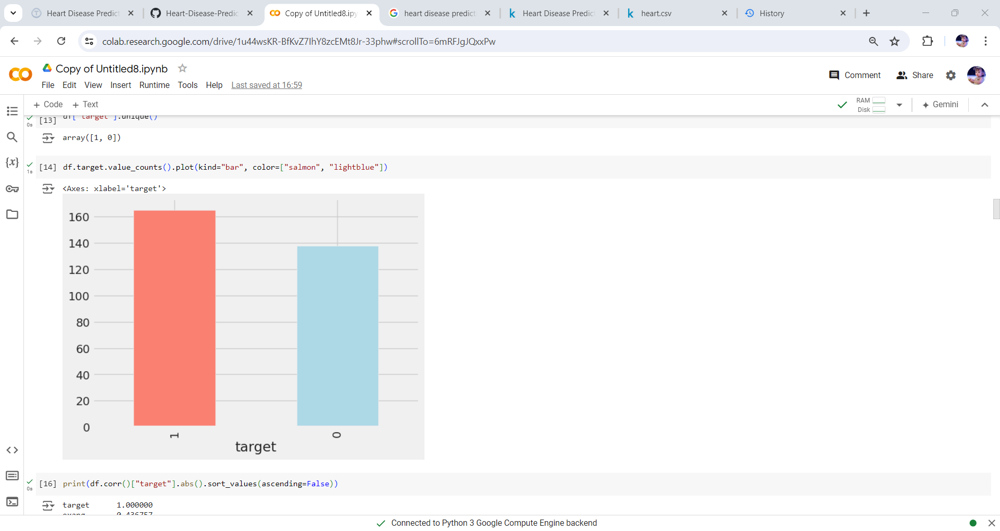 Heart Disease Predict
Heart-Disease-Predic
Copy of Untitled8.ipy
heart disease predict
Heart Disease Predict
heart.csv
History
colab.research.google.com/drive/1u44wsKR-BfKvZ7IhY8zcEMt8Jr-33phw#scrollTo=6mRFJgJQxxPw
Copy of Untitled8.ipynb
File Edit View Insert Runtime Tools Help Last saved at 16:59
Comment Share
+ Code + Text
RAM
Disk
Gemini
0s [13] df['target'].unique()
array([1, 0])
1s [14] df.target.value_counts().plot(kind="bar", color=["salmon", "lightblue"])
<Axes: xlabel='target'>
160
140
120
100
80
60
40
20
0
1 0
target
0s [16] print(df.corr()["target"].abs().sort_values(ascending=False))
target 1.000000
exang 0.436757
Connected to Python 3 Google Compute Engine backend